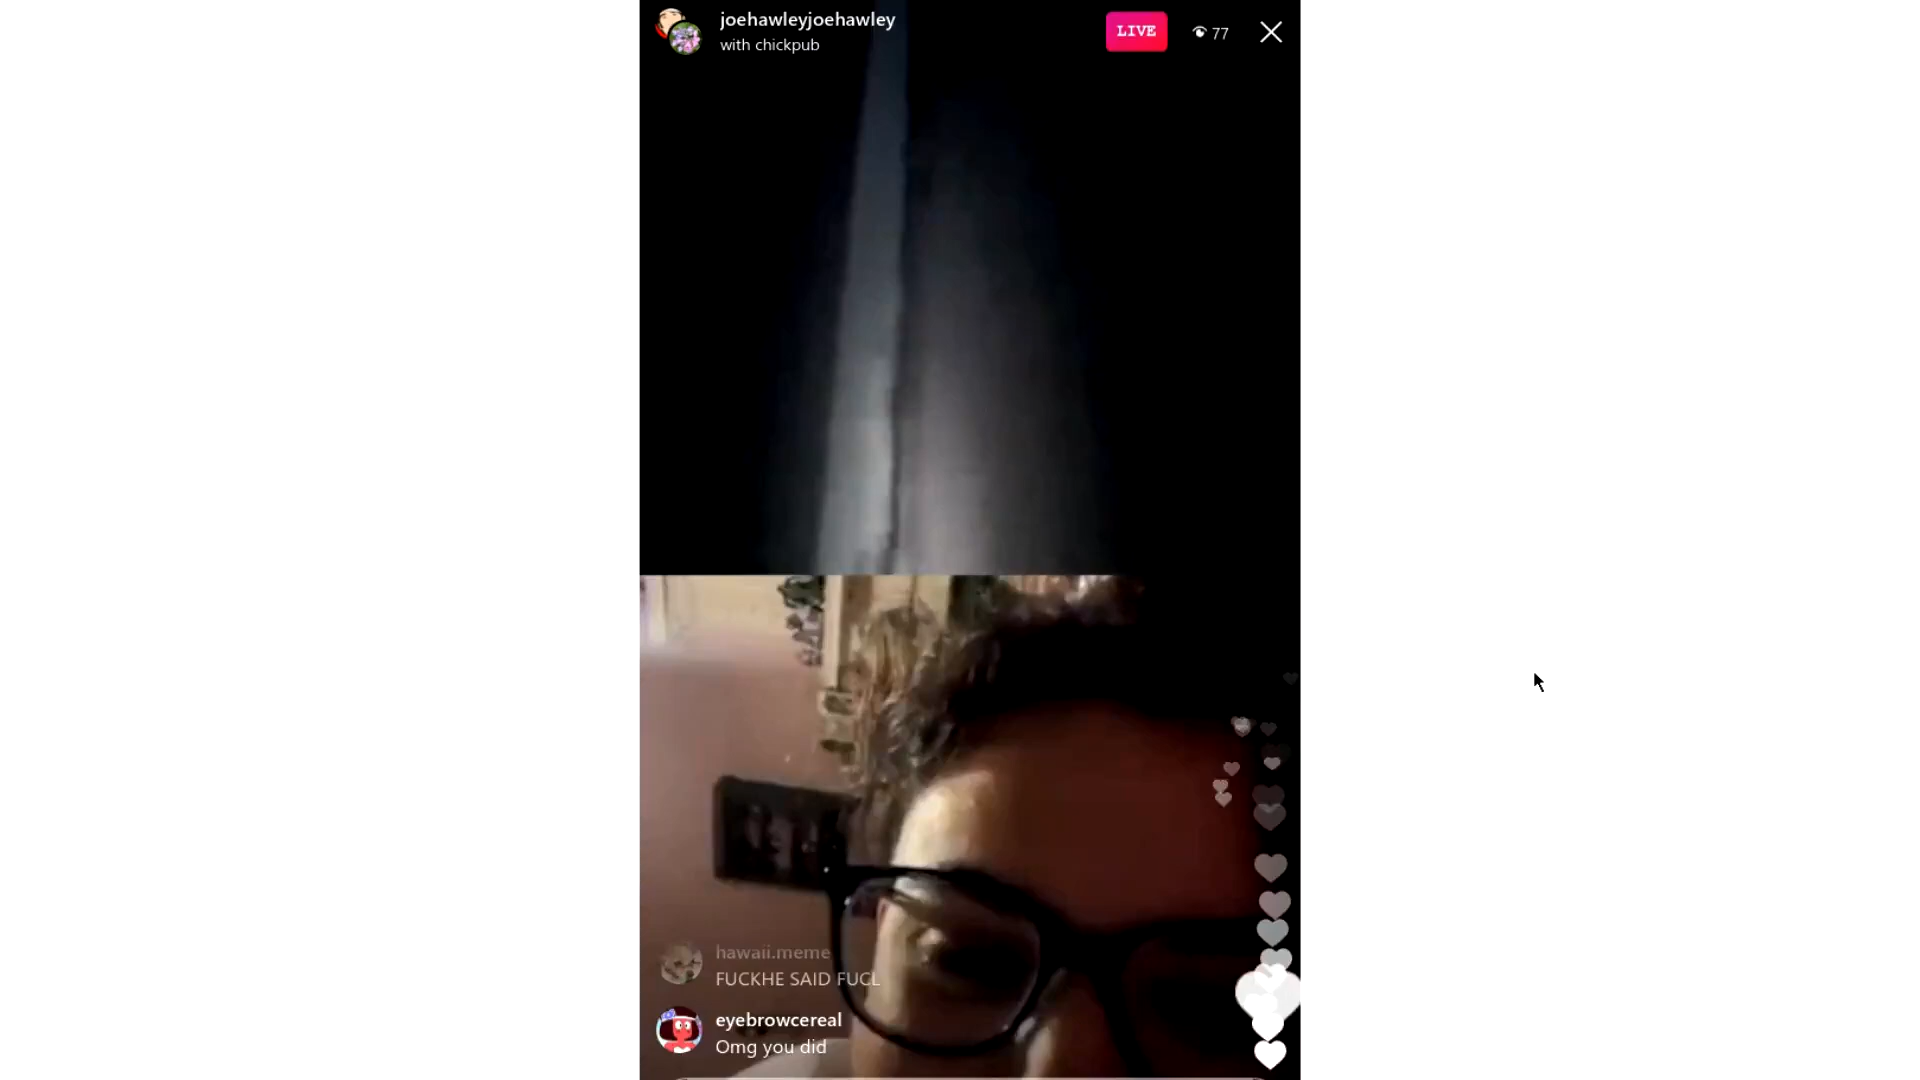 joehawleyjoehawley
with chickpub
LIVE
77
hawaii.meme
FUCKHE SAID FUCL
eyebrowcereal
Omg you did